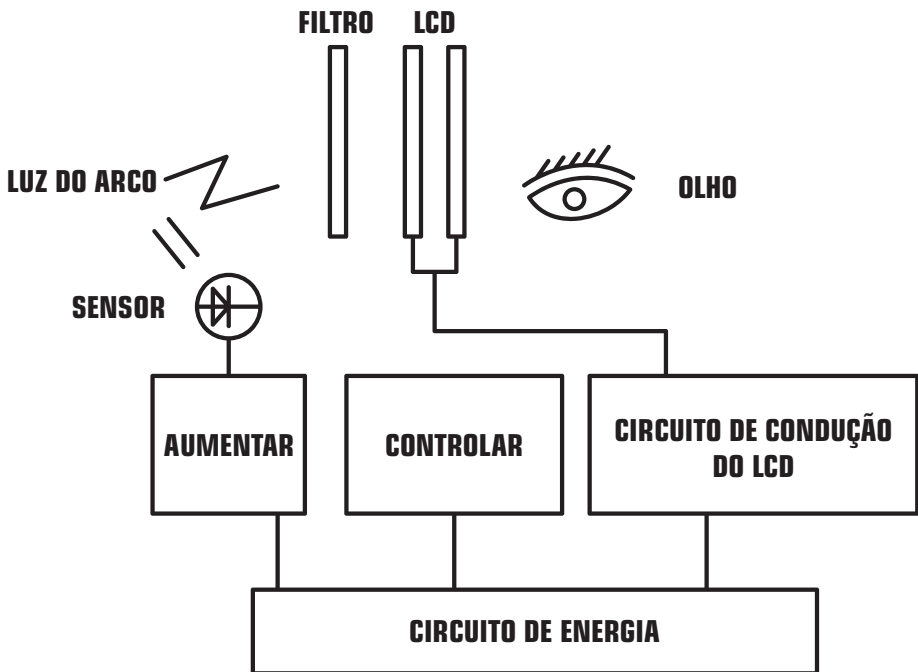 FILTRO LCD
LUZ DO ARCO
OLHO
SENSOR
AUMENTAR
CONTROLAR
CIRCUITO DE CONDUÇÃO
DO LCD
CIRCUITO DE ENERGIA